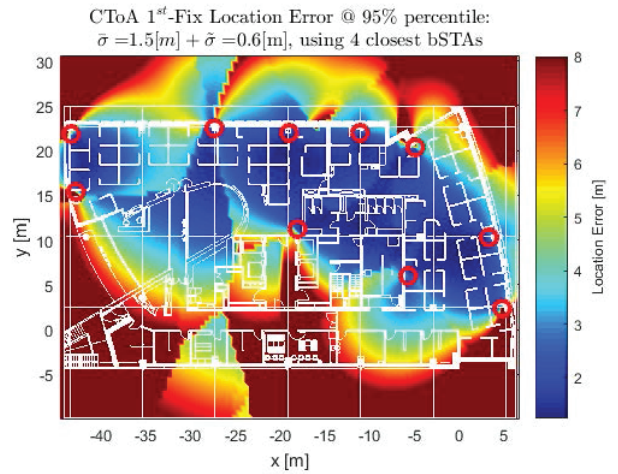 CToA 1st-Fix Location Error @ 95% percentile:
σ̄ =1.5[m] + σ̃ =0.6[m], using 4 closest bSTAs
30
25
20
15
10
5
0
-5
y [m]
-40 -35 -30 -25 -20 -15 -10 -5 0 5
x [m]
8
7
6
5
4
3
2
Location Error [m]